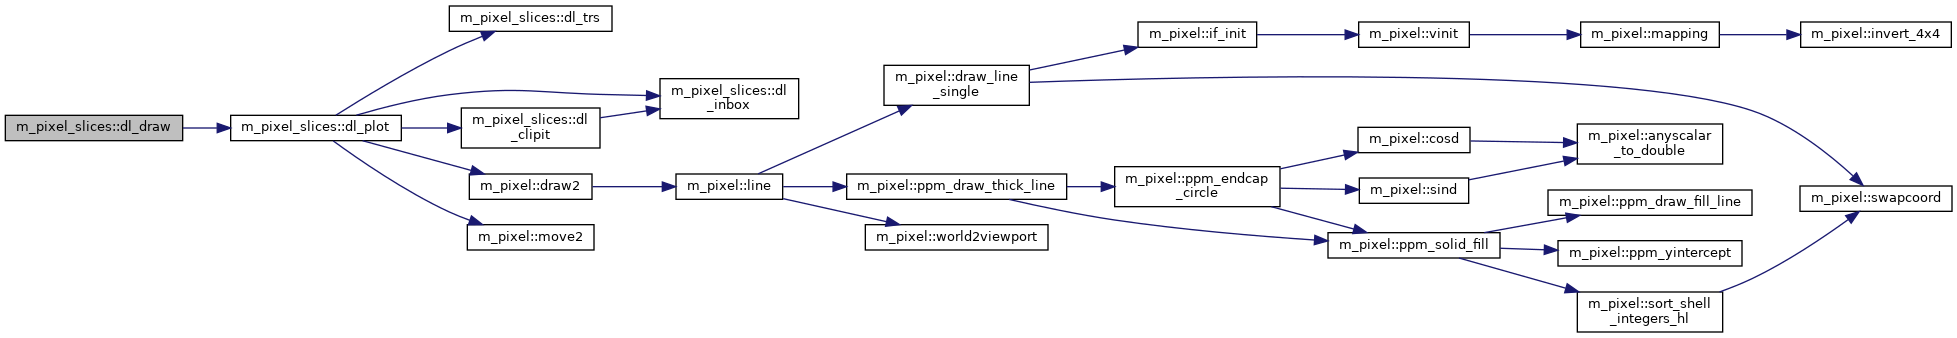 m_pixel_slices::dl_draw
m_pixel_slices::dl_plot
m_pixel_slices::dl_trs
m_pixel_slices::dl
_inbox
m_pixel_slices::dl
_clipit
m_pixel::draw2
m_pixel::move2
m_pixel::line
m_pixel::draw_line
_single
m_pixel::ppm_draw_thick_line
m_pixel::world2viewport
m_pixel::if_init
m_pixel::vinit
m_pixel::mapping
m_pixel::invert_4x4
m_pixel::ppm_endcap
_circle
m_pixel::cosd
m_pixel::sind
m_pixel::anyscalar
_to_double
m_pixel::ppm_solid_fill
m_pixel::ppm_draw_fill_line
m_pixel::ppm_yintercept
m_pixel::sort_shell
_integers_hl
m_pixel::swapcoord